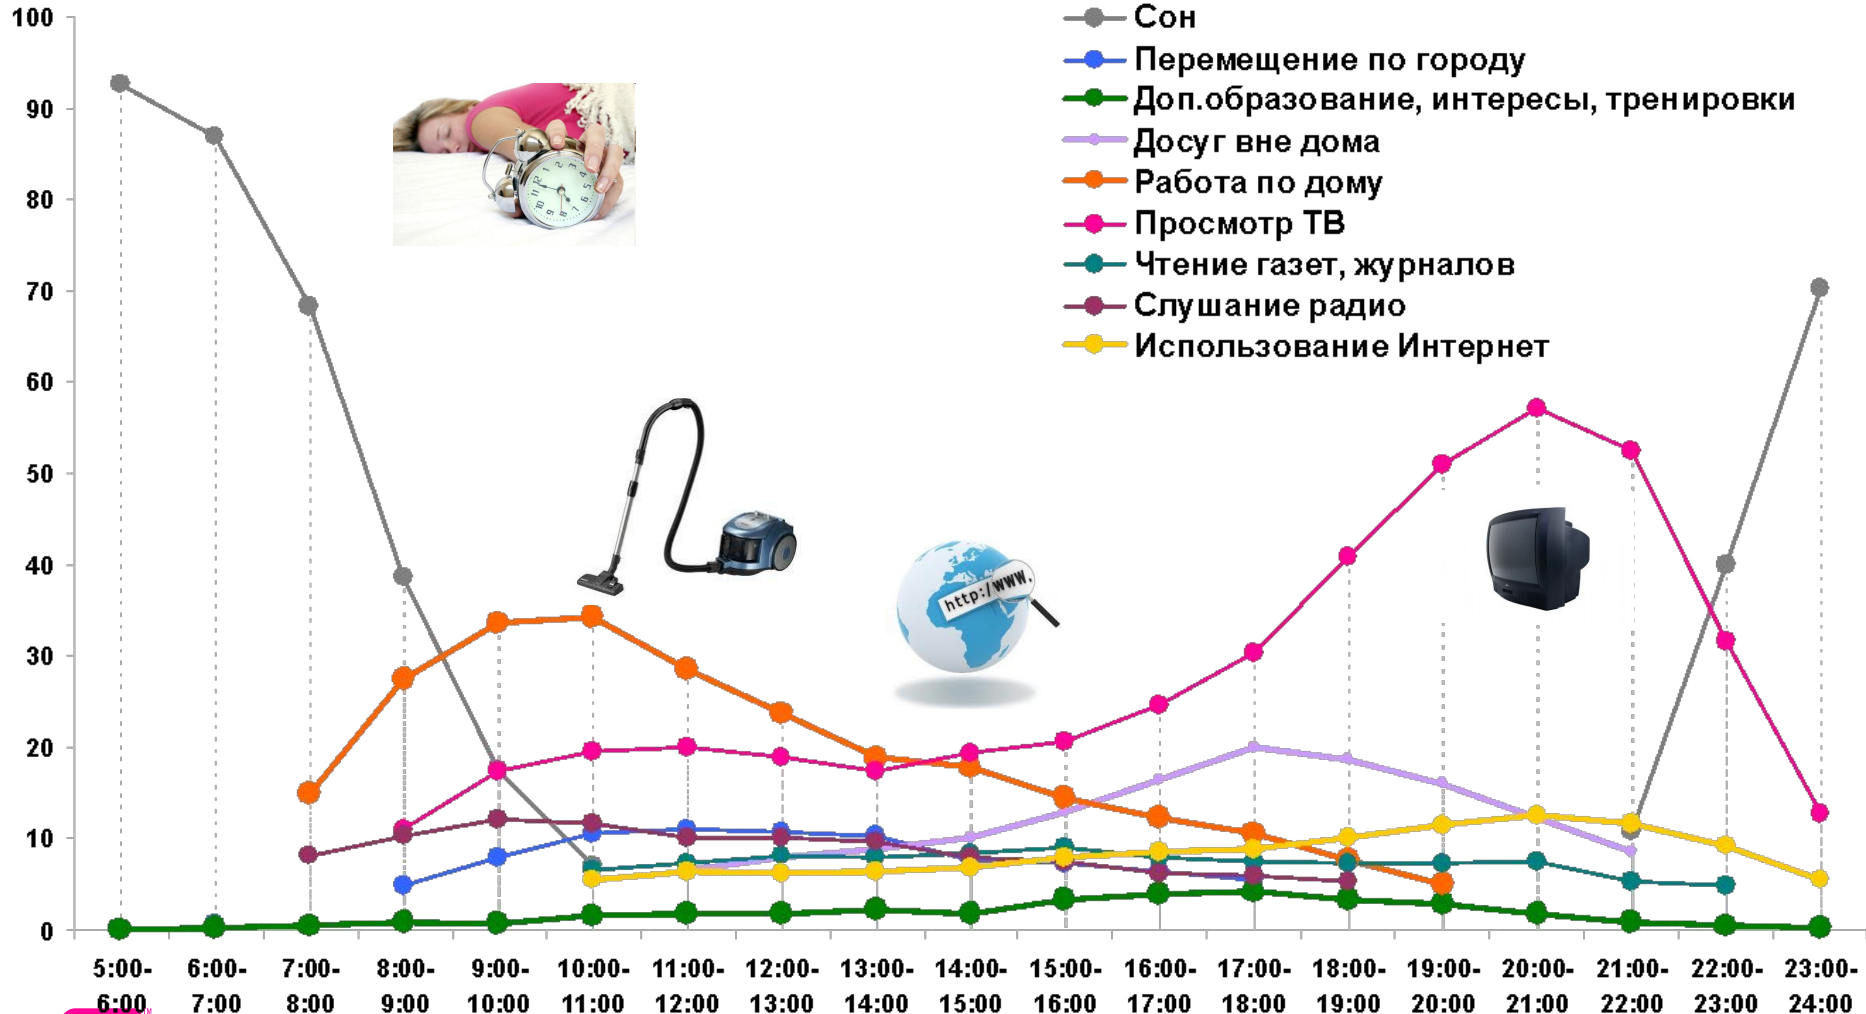 100
90
80
70
60
50
40
30
20
10
0
Сон
Перемещение по городу
Доп.образование, интересы, тренировки
Досуг вне дома
Работа по дому
Просмотр ТВ
Чтение газет, журналов
Слушание радио
Использование Интернет
http:/www.
5:00- 6:00- 7:00- 8:00- 9:00- 10:00- 11:00- 12:00- 13:00- 14:00- 15:00- 16:00- 17:00- 18:00- 19:00- 20:00- 21:00- 22:00- 23:00-
6:00 7:00 8:00 9:00 10:00 11:00 12:00 13:00 14:00 15:00 16:00 17:00 18:00 19:00 20:00 21:00 22:00 23:00 24:00